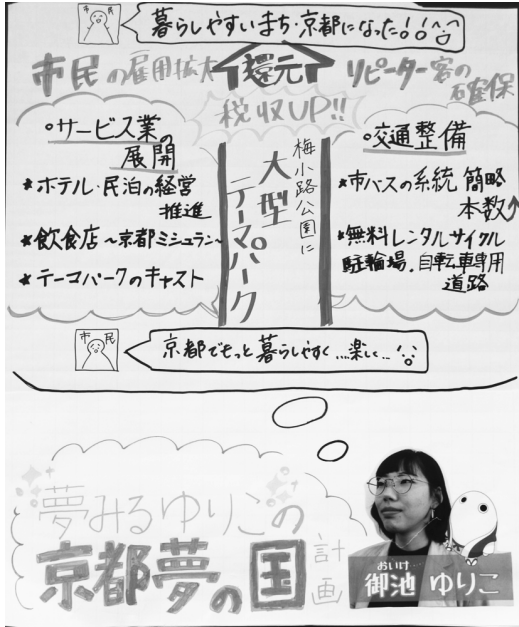 市民
暮らしやすいまち・京都になった!!
市民の雇用拡大
還元
リピーター客の
確保
税収UP!!
サービス業の
展開
★ホテル・民泊の経営
推進
★飲食店~京都ミシュラン~
★テーマパークのキャスト
梅小路公園に
大型
テーマパーク
交通整備
★市バスの系統簡略
本数↑
★無料レンタルサイクル
駐輪場・自転車専用
道路
市民
京都でもっと暮らしやすく...楽しく...
夢みるゆりこの
京都夢の国
計画
おいけ
御池 ゆりこ